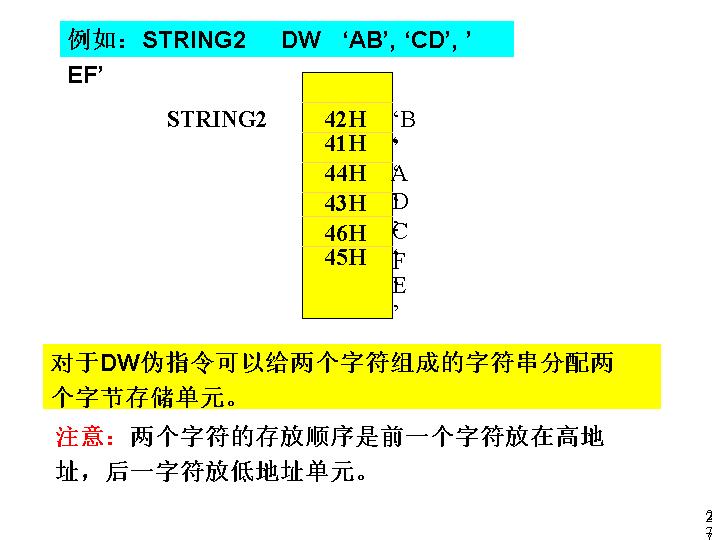 例如：STRING2 DW ‘AB’, ‘CD’, ’
EF’
STRING2 42H ‘B
41H ’
44H ‘A
43H D
46H C
45H F
E
’
对于DW伪指令可以给两个字符组成的字符串分配两
个字节存储单元。
注意：两个字符的存放顺序是前一个字符放在高地
址，后一字符放低地址单元。
2
7